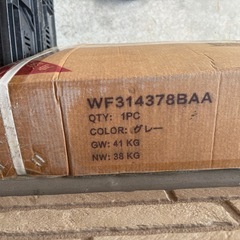 WF314378BAA
QTY: 1PC
COLOR: グレー
GW: 41 KG
NW: 38 KG